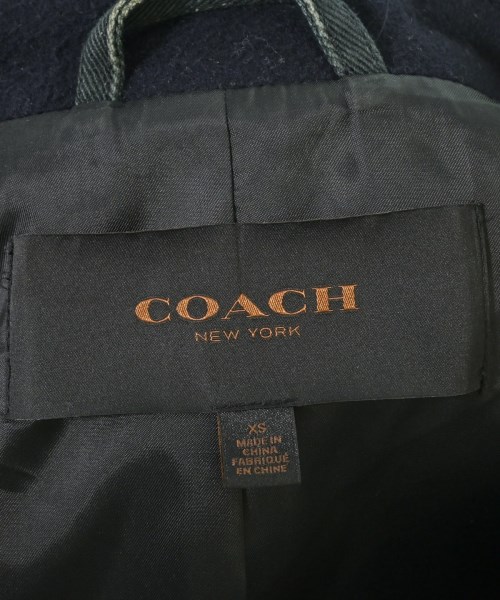 COACH
NEW YORK
XS
MADE IN
CHINA
FABRIQUÉ
EN CHINE